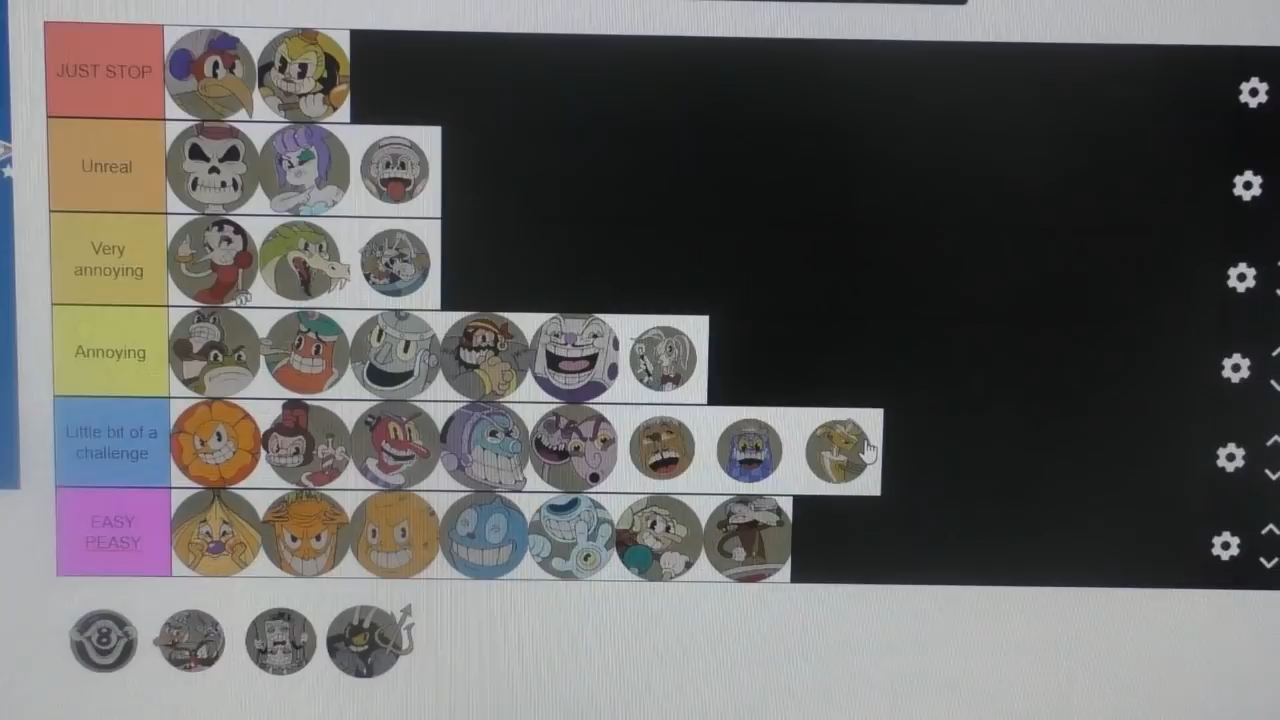 JUST STOP
Unreal
Very
annoying
Annoying
Little bit of a
challenge
EASY
PEASY
8